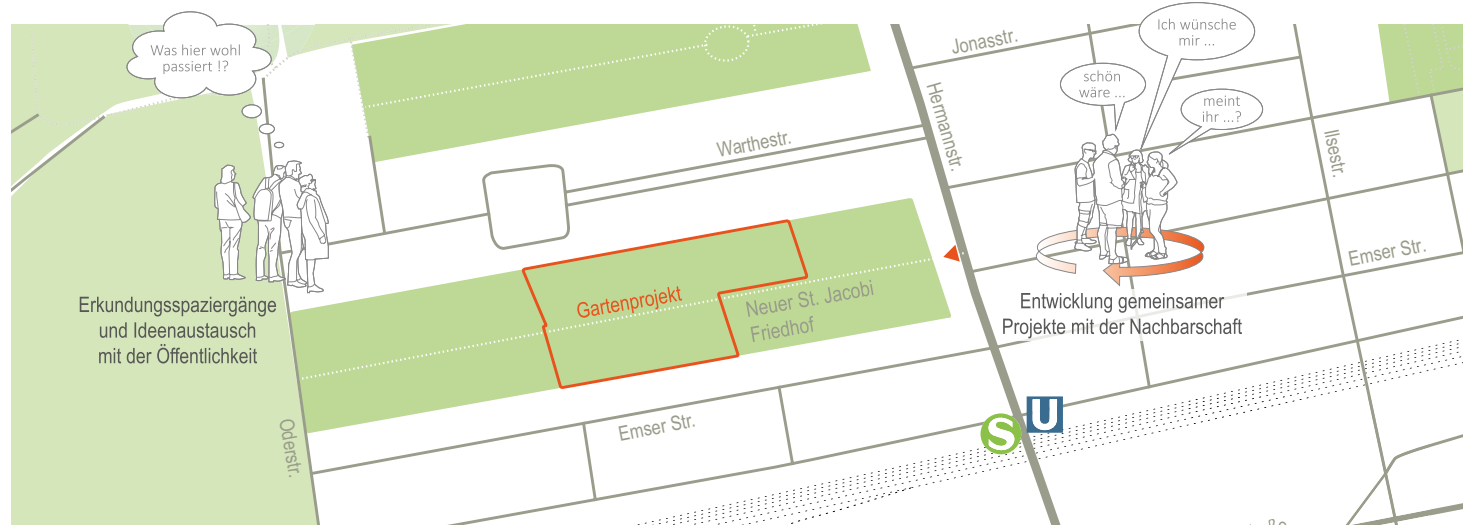 Was hier wohl
passiert !?
Ich wünsche
mir ...
schön
wäre ...
meint
ihr ...?
Jonasstr.
Hermannstr.
Warthestr.
Ilsestr.
Emser Str.
Gartenprojekt
Neuer St. Jacobi
Friedhof
Erkundungsspaziergänge
und Ideenaustausch
mit der Öffentlichkeit
Entwicklung gemeinsamer
Projekte mit der Nachbarschaft
Oderstr.
Emser Str.
S
U